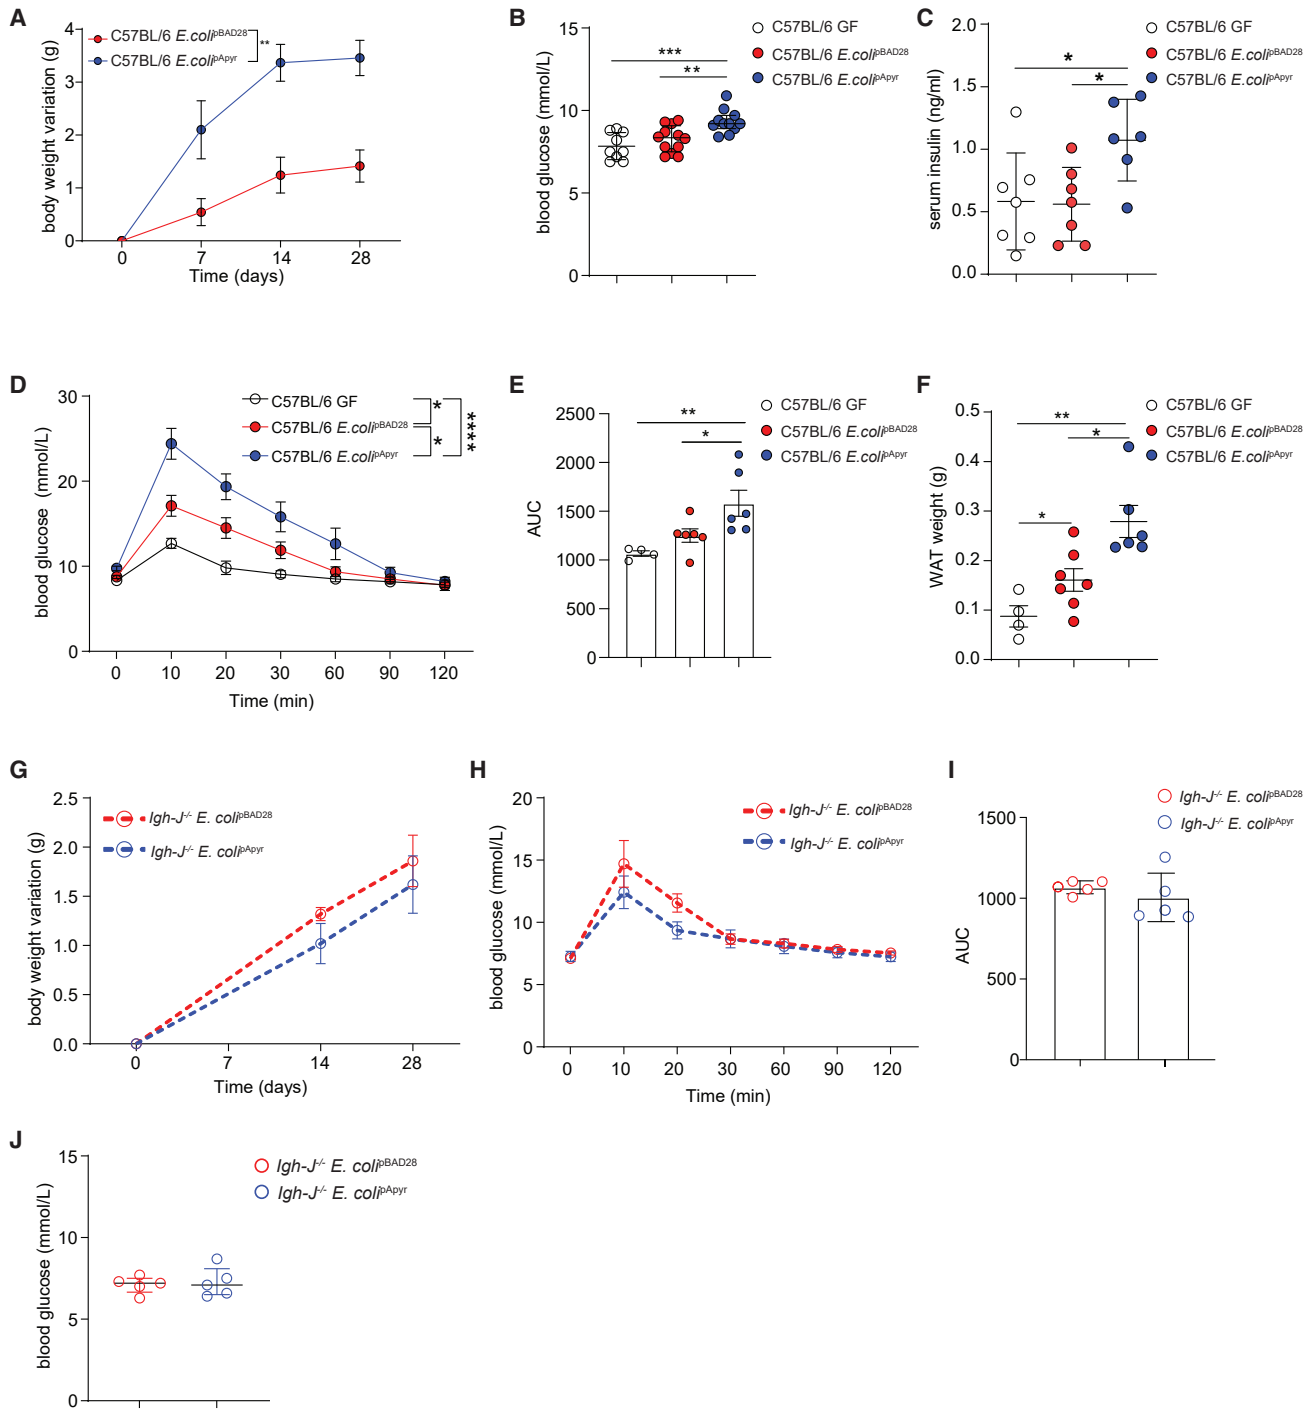 A
body weight variation (g)
4
3
2
1
0
0 7 14 28
Time (days)
C57BL/6 E.coli pBAD28
C57BL/6 E.coli pApyr
**
B
blood glucose (mmol/L)
15
10
5
0
***
**
C57BL/6 GF
C57BL/6 E.coli pBAD28
C57BL/6 E.coli pApyr
C
serum insulin (ng/ml)
2.0
1.5
1.0
0.5
0.0
*
*
C57BL/6 GF
C57BL/6 E.coli pBAD28
C57BL/6 E.coli pApyr
D
blood glucose (mmol/L)
30
20
10
0
0 10 20 30 60 90 120
Time (min)
C57BL/6 GF
C57BL/6 E.coli pBAD28
C57BL/6 E.coli pApyr
*
*
****
E
AUC
2500
2000
1500
1000
500
0
**
*
C57BL/6 GF
C57BL/6 E.coli pBAD28
C57BL/6 E.coli pApyr
F
WAT weight (g)
0.5
0.4
0.3
0.2
0.1
0.0
**
*
*
C57BL/6 GF
C57BL/6 E.coli pBAD28
C57BL/6 E.coli pApyr
G
body weight variation (g)
2.5
2.0
1.5
1.0
0.5
0.0
0 7 14 28
Time (days)
Igh-J-/- E. coli pBAD28
Igh-J-/- E. coli pApyr
H
blood glucose (mmol/L)
20
15
10
5
0
0 10 20 30 60 90 120
Time (min)
Igh-J-/- E. coli pBAD28
Igh-J-/- E. coli pApyr
I
AUC
1500
1000
500
0
Igh-J-/- E. coli pBAD28
Igh-J-/- E. coli pApyr
J
blood glucose (mmol/L)
15
10
5
0
Igh-J-/- E. coli pBAD28
Igh-J-/- E. coli pApyr